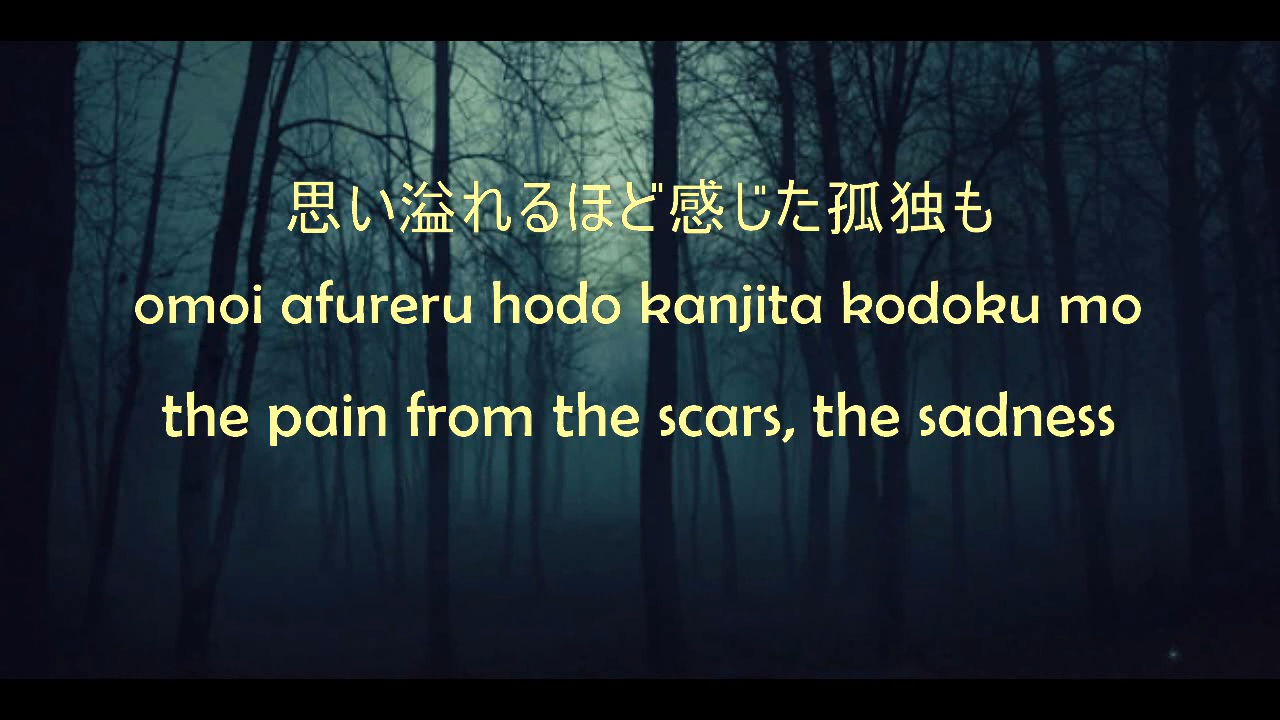 思い溢れるほど感じた孤独も
omoi afureru hodo kanjita kodoku mo
the pain from the scars, the sadness